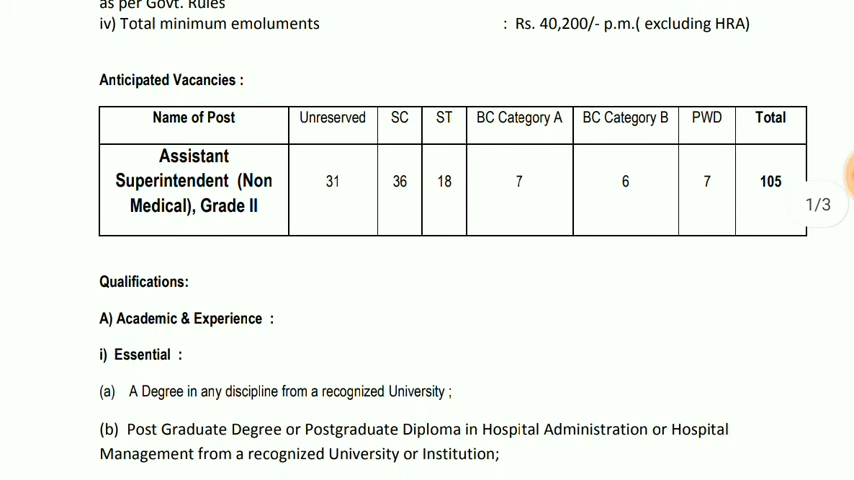 as per Govt. Rules
iv) Total minimum emoluments : Rs. 40,200/- p.m.( excluding HRA)
Anticipated Vacancies :
Name of Post Unreserved SC ST BC Category A BC Category B PWD Total
Assistant
Superintendent (Non 31 36 18 7 6 7 105
Medical), Grade II
1/3
Qualifications:
A) Academic & Experience :
i) Essential :
(a) A Degree in any discipline from a recognized University ;
(b) Post Graduate Degree or Postgraduate Diploma in Hospital Administration or Hospital
Management from a recognized University or Institution;